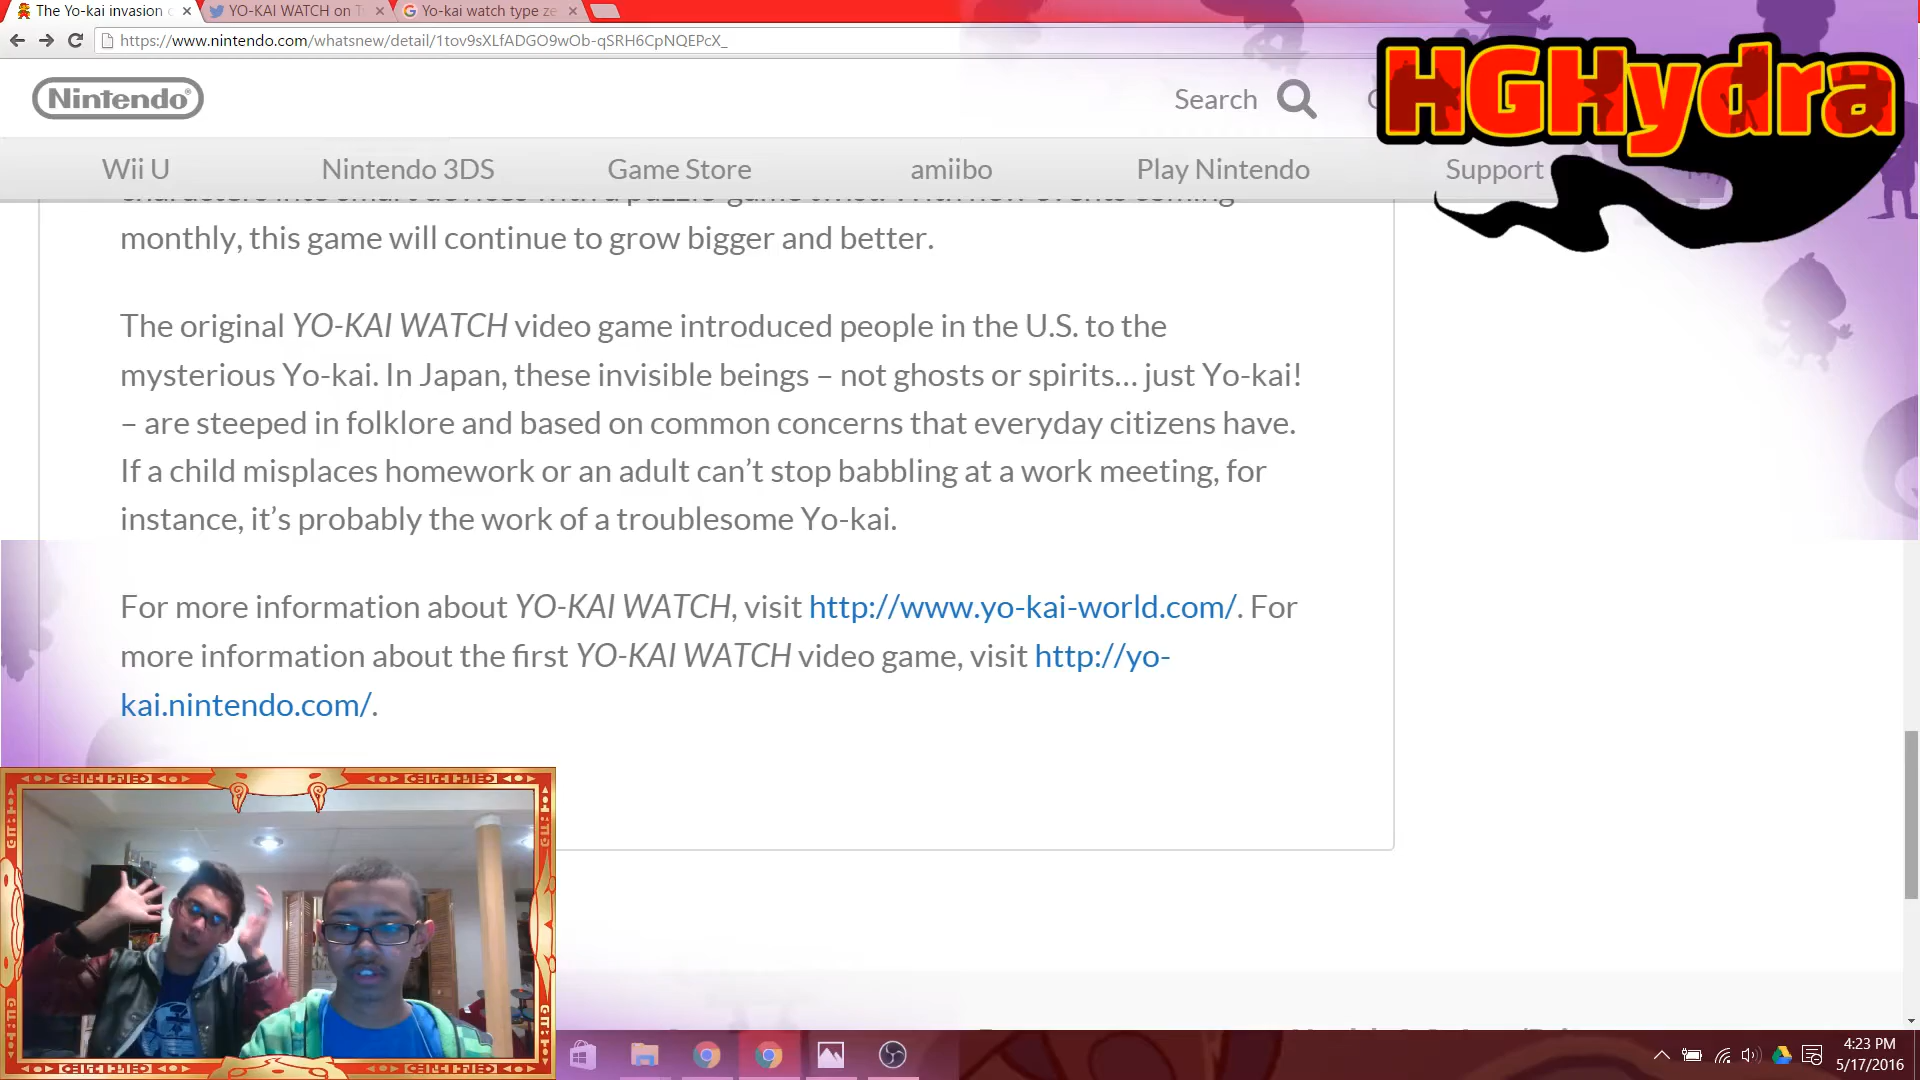 The Yo-kai invasion
YO-KAI WATCH on T
Yo-kai watch type ze
https://www.nintendo.com/whatsnew/detail/1tov9sXLfADGO9wOb-qSRH6CpNQEPcX_
Nintendo®
Search
HGHydra
Wii U Nintendo 3DS Game Store amiibo Play Nintendo Support
monthly, this game will continue to grow bigger and better.
The original YO-KAI WATCH video game introduced people in the U.S. to the
mysterious Yo-kai. In Japan, these invisible beings – not ghosts or spirits… just Yo-kai!
– are steeped in folklore and based on common concerns that everyday citizens have.
If a child misplaces homework or an adult can’t stop babbling at a work meeting, for
instance, it’s probably the work of a troublesome Yo-kai.
For more information about YO-KAI WATCH, visit http://www.yo-kai-world.com/. For
more information about the first YO-KAI WATCH video game, visit http://yo-
kai.nintendo.com/.
4:23 PM
5/17/2016